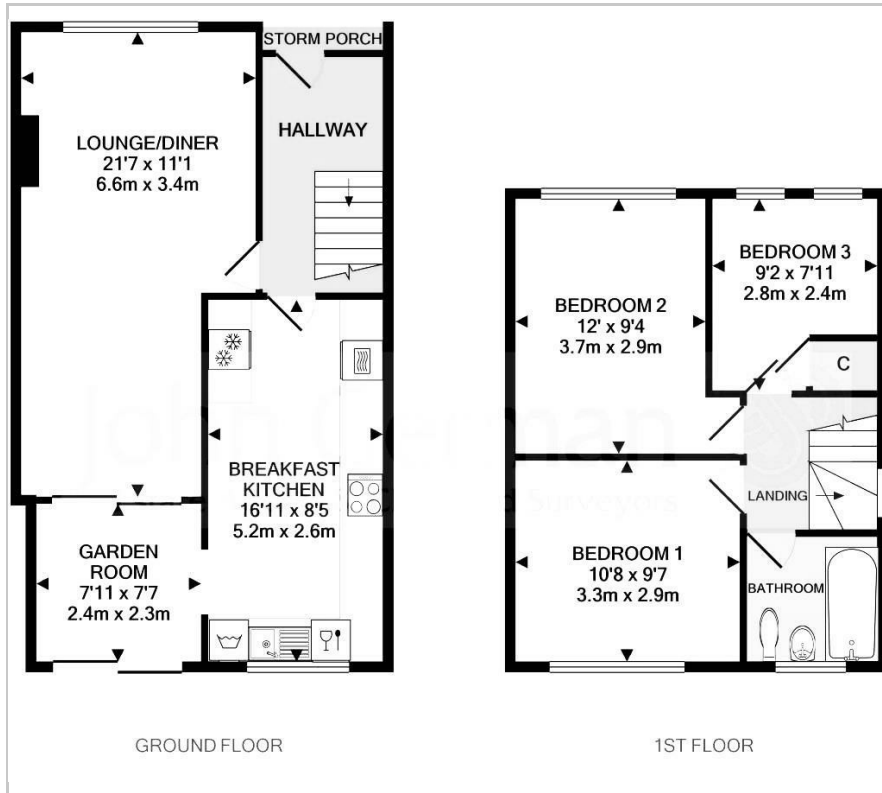 STORM PORCH
HALLWAY
LOUNGE/DINER
21'7 x 11'1
6.6m x 3.4m
BREAKFAST
KITCHEN
16'11 x 8'5
5.2m x 2.6m
GARDEN
ROOM
7'11 x 7'7
2.4m x 2.3m
GROUND FLOOR
BEDROOM 3
9'2 x 7'11
2.8m x 2.4m
BEDROOM 2
12' x 9'4
3.7m x 2.9m
C
LANDING
BEDROOM 1
10'8 x 9'7
3.3m x 2.9m
BATHROOM
1ST FLOOR
John German
Surveyors